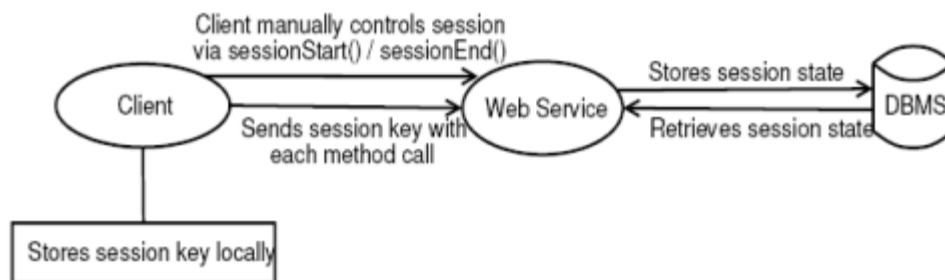 Client manually controls session
via sessionStart() / sessionEnd()
Client
Sends session key with
each method call
Web Service
Stores session state
Retrieves session state
DBMS
Stores session key locally